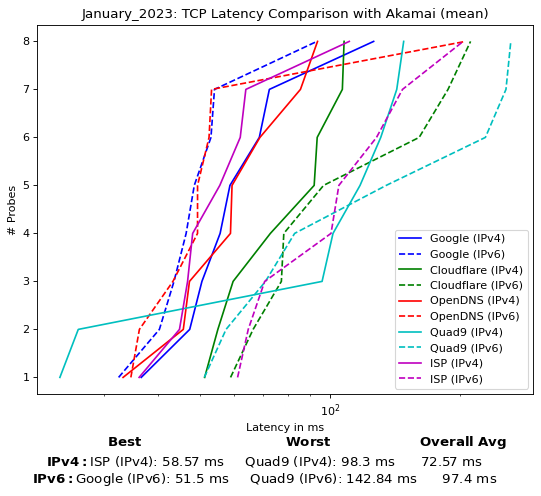 January_2023: TCP Latency Comparison with Akamai (mean)
8
7
6
5
4
3
2
1
# Probes
Google (IPv4)
Google (IPv6)
Cloudflare (IPv4)
Cloudflare (IPv6)
OpenDNS (IPv4)
OpenDNS (IPv6)
Quad9 (IPv4)
Quad9 (IPv6)
ISP (IPv4)
ISP (IPv6)
10²
Latency in ms
Best Worst Overall Avg
IPv4: ISP (IPv4): 58.57 ms Quad9 (IPv4): 98.3 ms 72.57 ms
IPv6: Google (IPv6): 51.5 ms Quad9 (IPv6): 142.84 ms 97.4 ms